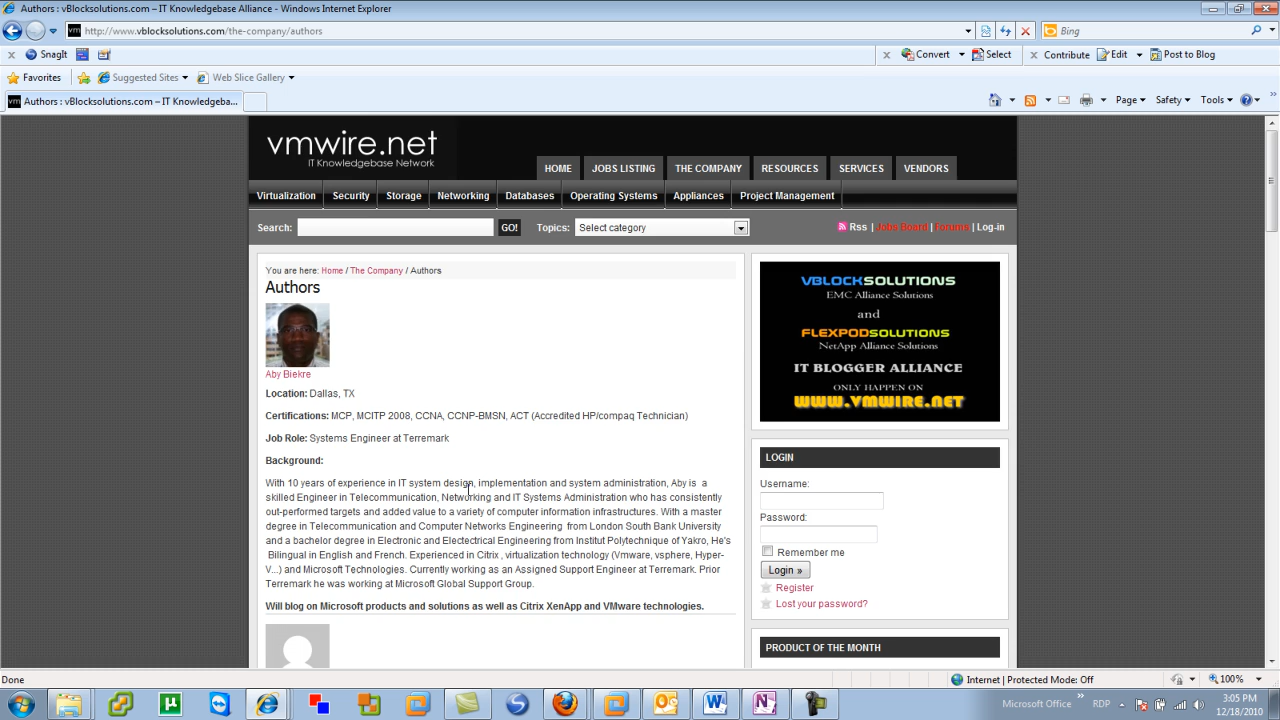 Authors : vBlocksolutions.com – IT Knowledgebase Alliance - Windows Internet Explorer
http://www.vblocksolutions.com/the-company/authors
Bing
SnagIt
Convert
Select
Contribute
Edit
Post to Blog
Favorites
Suggested Sites
Web Slice Gallery
vm Authors : vBlocksolutions.com – IT Knowledgeba...
Page
Safety
Tools
vmwire.net
IT Knowledgebase Network
HOME
JOBS LISTING
THE COMPANY
RESOURCES
SERVICES
VENDORS
Virtualization
Security
Storage
Networking
Databases
Operating Systems
Appliances
Project Management
Search:
GO!
Topics:
Select category
Rss | Jobs Board | Forums | Log-in
You are here: Home / The Company / Authors
Authors
Aby Biekre
Location: Dallas, TX
Certifications: MCP, MCITP 2008, CCNA, CCNP-BMSN, ACT (Accredited HP/compaq Technician)
Job Role: Systems Engineer at Terremark
Background:
With 10 years of experience in IT system design, implementation and system administration, Aby is a
skilled Engineer in Telecommunication, Networking and IT Systems Administration who has consistently
out-performed targets and added value to a variety of computer information infrastructures. With a master
degree in Telecommunication and Computer Networks Engineering from London South Bank University
and a bachelor degree in Electronic and Electectrical Engineering from Institut Polytechnique of Yakro, He's
Bilingual in English and French. Experienced in Citrix , virtualization technology (Vmware, vsphere, Hyper-
V...) and Microsoft Technologies. Currently working as an Assigned Support Engineer at Terremark. Prior
Terremark he was working at Microsoft Global Support Group.
Will blog on Microsoft products and solutions as well as Citrix XenApp and VMware technologies.
VBLOCKSOLUTIONS
EMC Alliance Solutions
and
FLEXPODSOLUTIONS
NetApp Alliance Solutions
IT BLOGGER ALLIANCE
ONLY HAPPEN ON
WWW.VMWIRE.NET
LOGIN
Username:
Password:
Remember me
Login »
Register
Lost your password?
PRODUCT OF THE MONTH
Done
Internet | Protected Mode: Off
100%
Microsoft Office
RDP
3:05 PM
12/18/2010